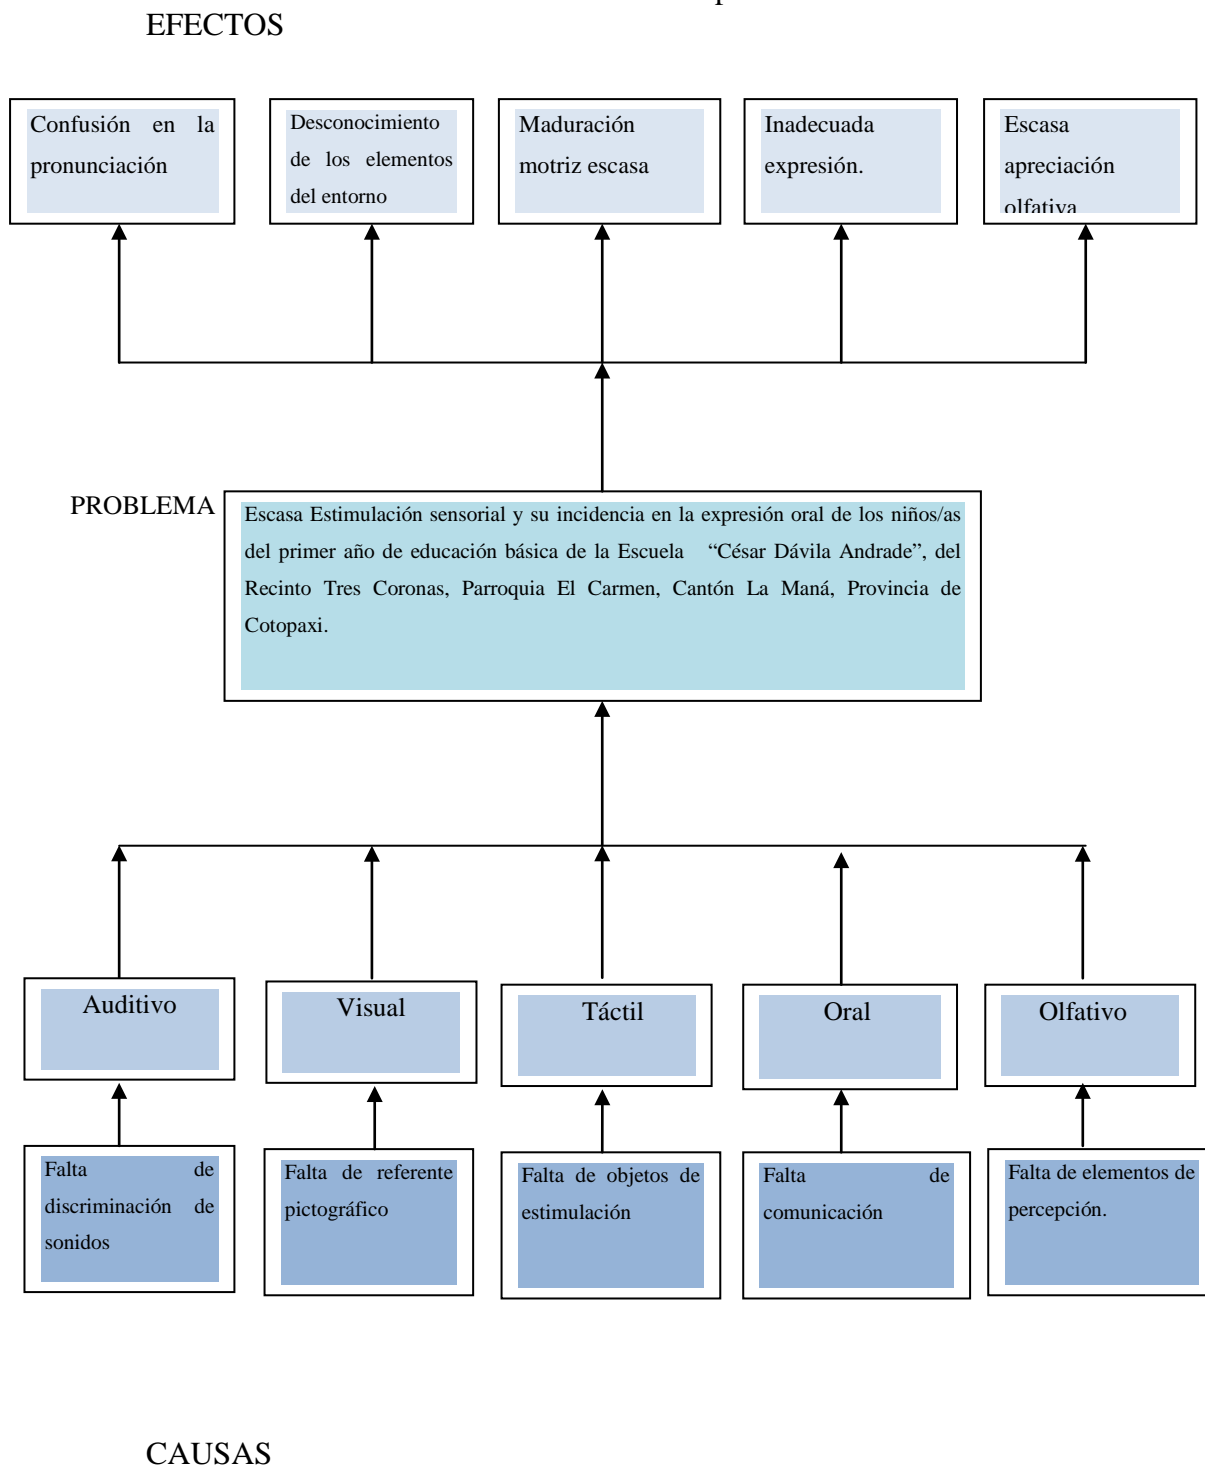 EFECTOS
Confusión en la
pronunciación
Desconocimiento
de los elementos
del entorno
Maduración
motriz escasa
Inadecuada
expresión.
Escasa
apreciación
olfativa
PROBLEMA
Escasa Estimulación sensorial y su incidencia en la expresión oral de los niños/as
del primer año de educación básica de la Escuela “César Dávila Andrade”, del
Recinto Tres Coronas, Parroquia El Carmen, Cantón La Maná, Provincia de
Cotopaxi.
Auditivo
Visual
Táctil
Oral
Olfativo
Falta de
discriminación de
sonidos
Falta de referente
pictográfico
Falta de objetos de
estimulación
Falta de
comunicación
Falta de elementos de
percepción.
CAUSAS